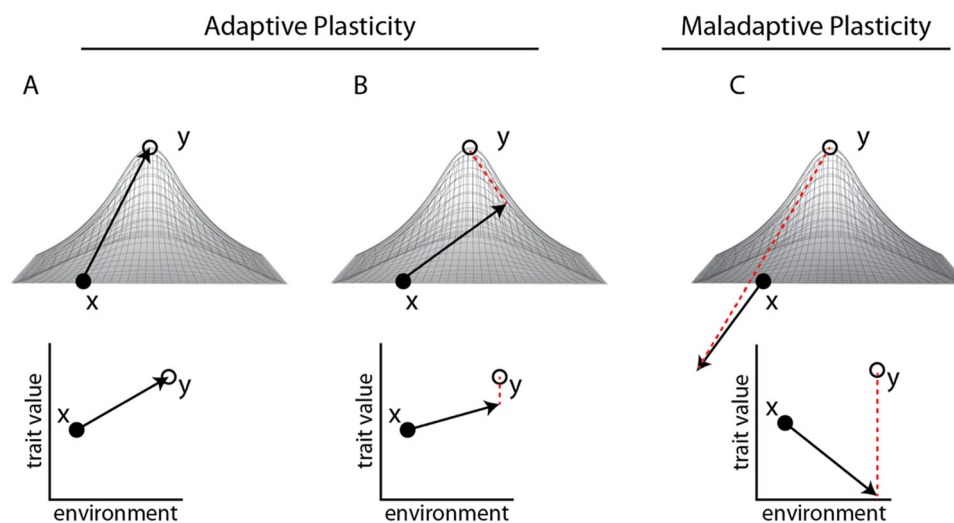 Adaptive Plasticity
Maladaptive Plasticity
A
B
C
y
y
y
x
x
x
x
y
trait value
environment
x
y
trait value
environment
x
y
trait value
environment